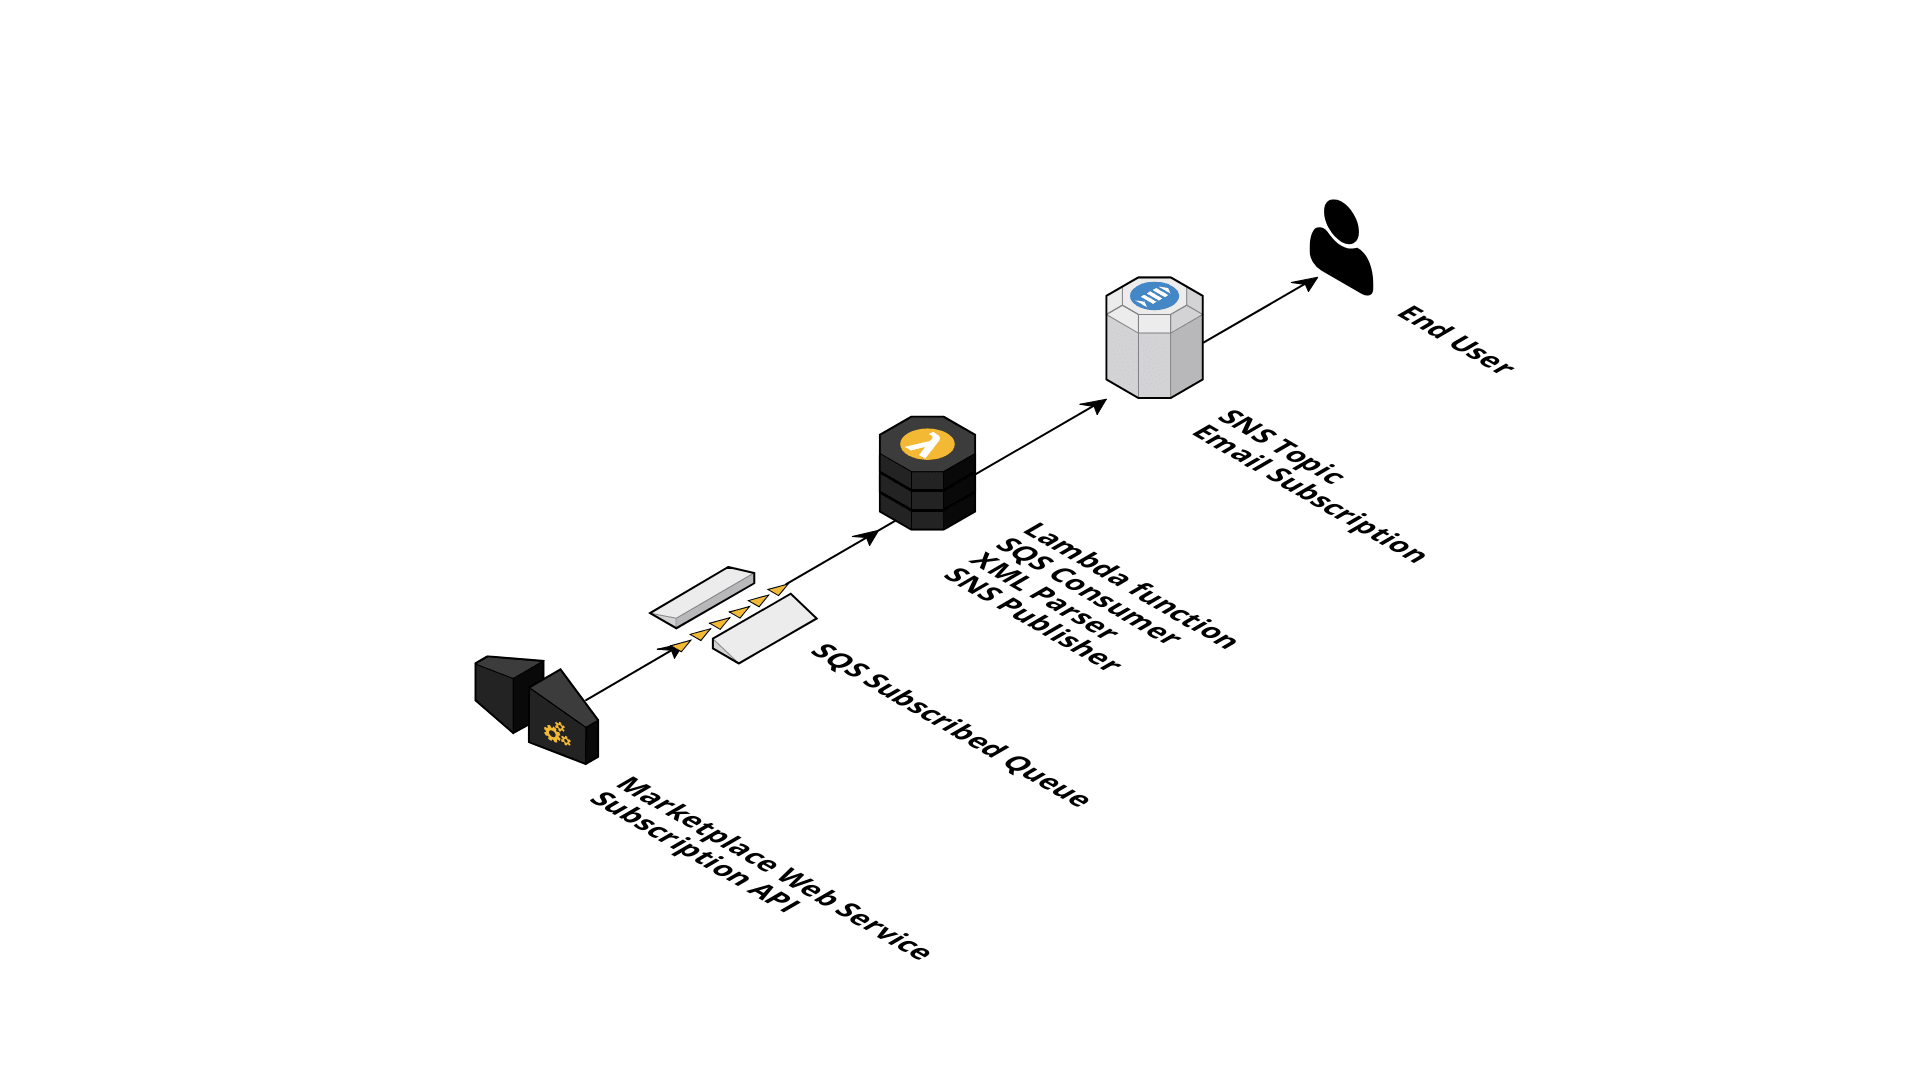 End User
SNS Topic
Email Subscription
Lambda function
SQS Consumer
XML Parser
SNS Publisher
SQS Subscribed Queue
Marketplace Web Service
Subscription API